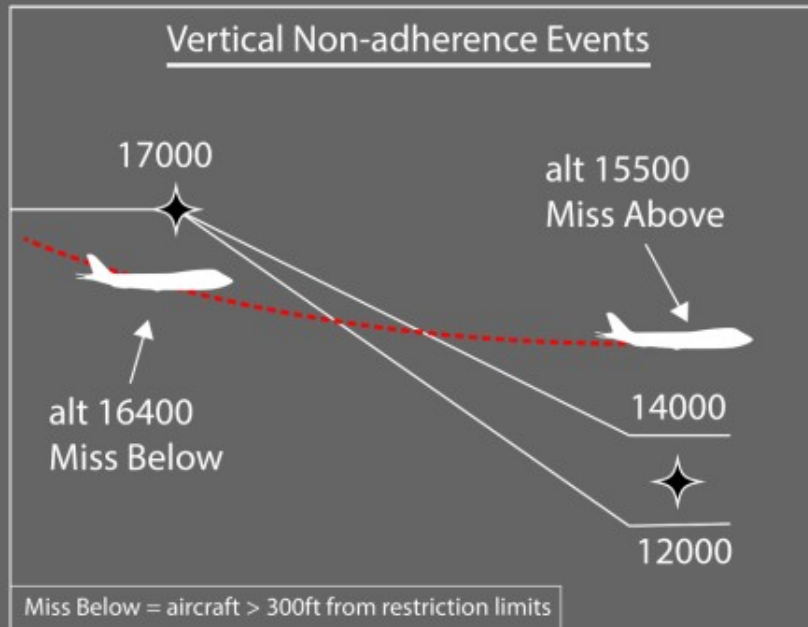 Vertical Non-adherence Events
17000
alt 15500
Miss Above
alt 16400
Miss Below
14000
12000
Miss Below = aircraft > 300ft from restriction limits